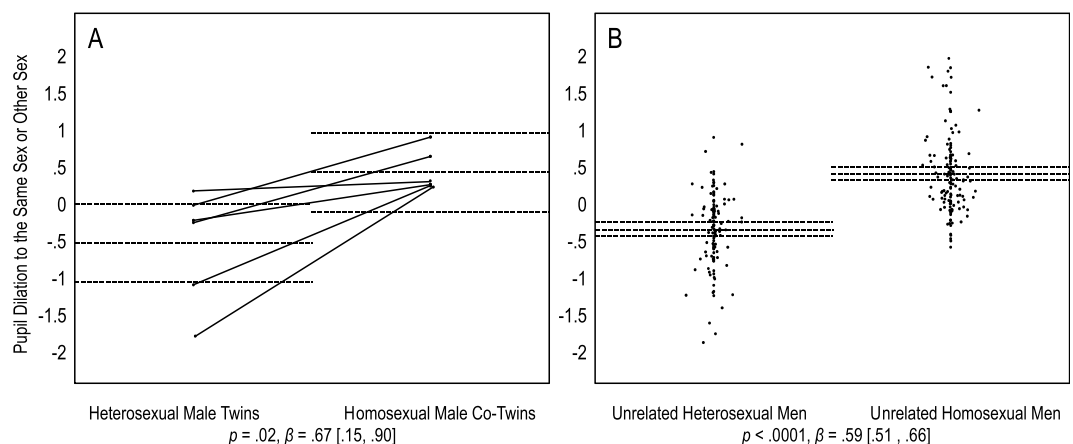 A
B
Pupil Dilation to the Same Sex or Other Sex
2
1.5
1
.5
0
-.5
-1
-1.5
-2
2
1.5
1
.5
0
-.5
-1
-1.5
-2
Heterosexual Male Twins
Homosexual Male Co-Twins
p = .02, β = .67 [.15, .90]
Unrelated Heterosexual Men
Unrelated Homosexual Men
p < .0001, β = .59 [.51 , .66]